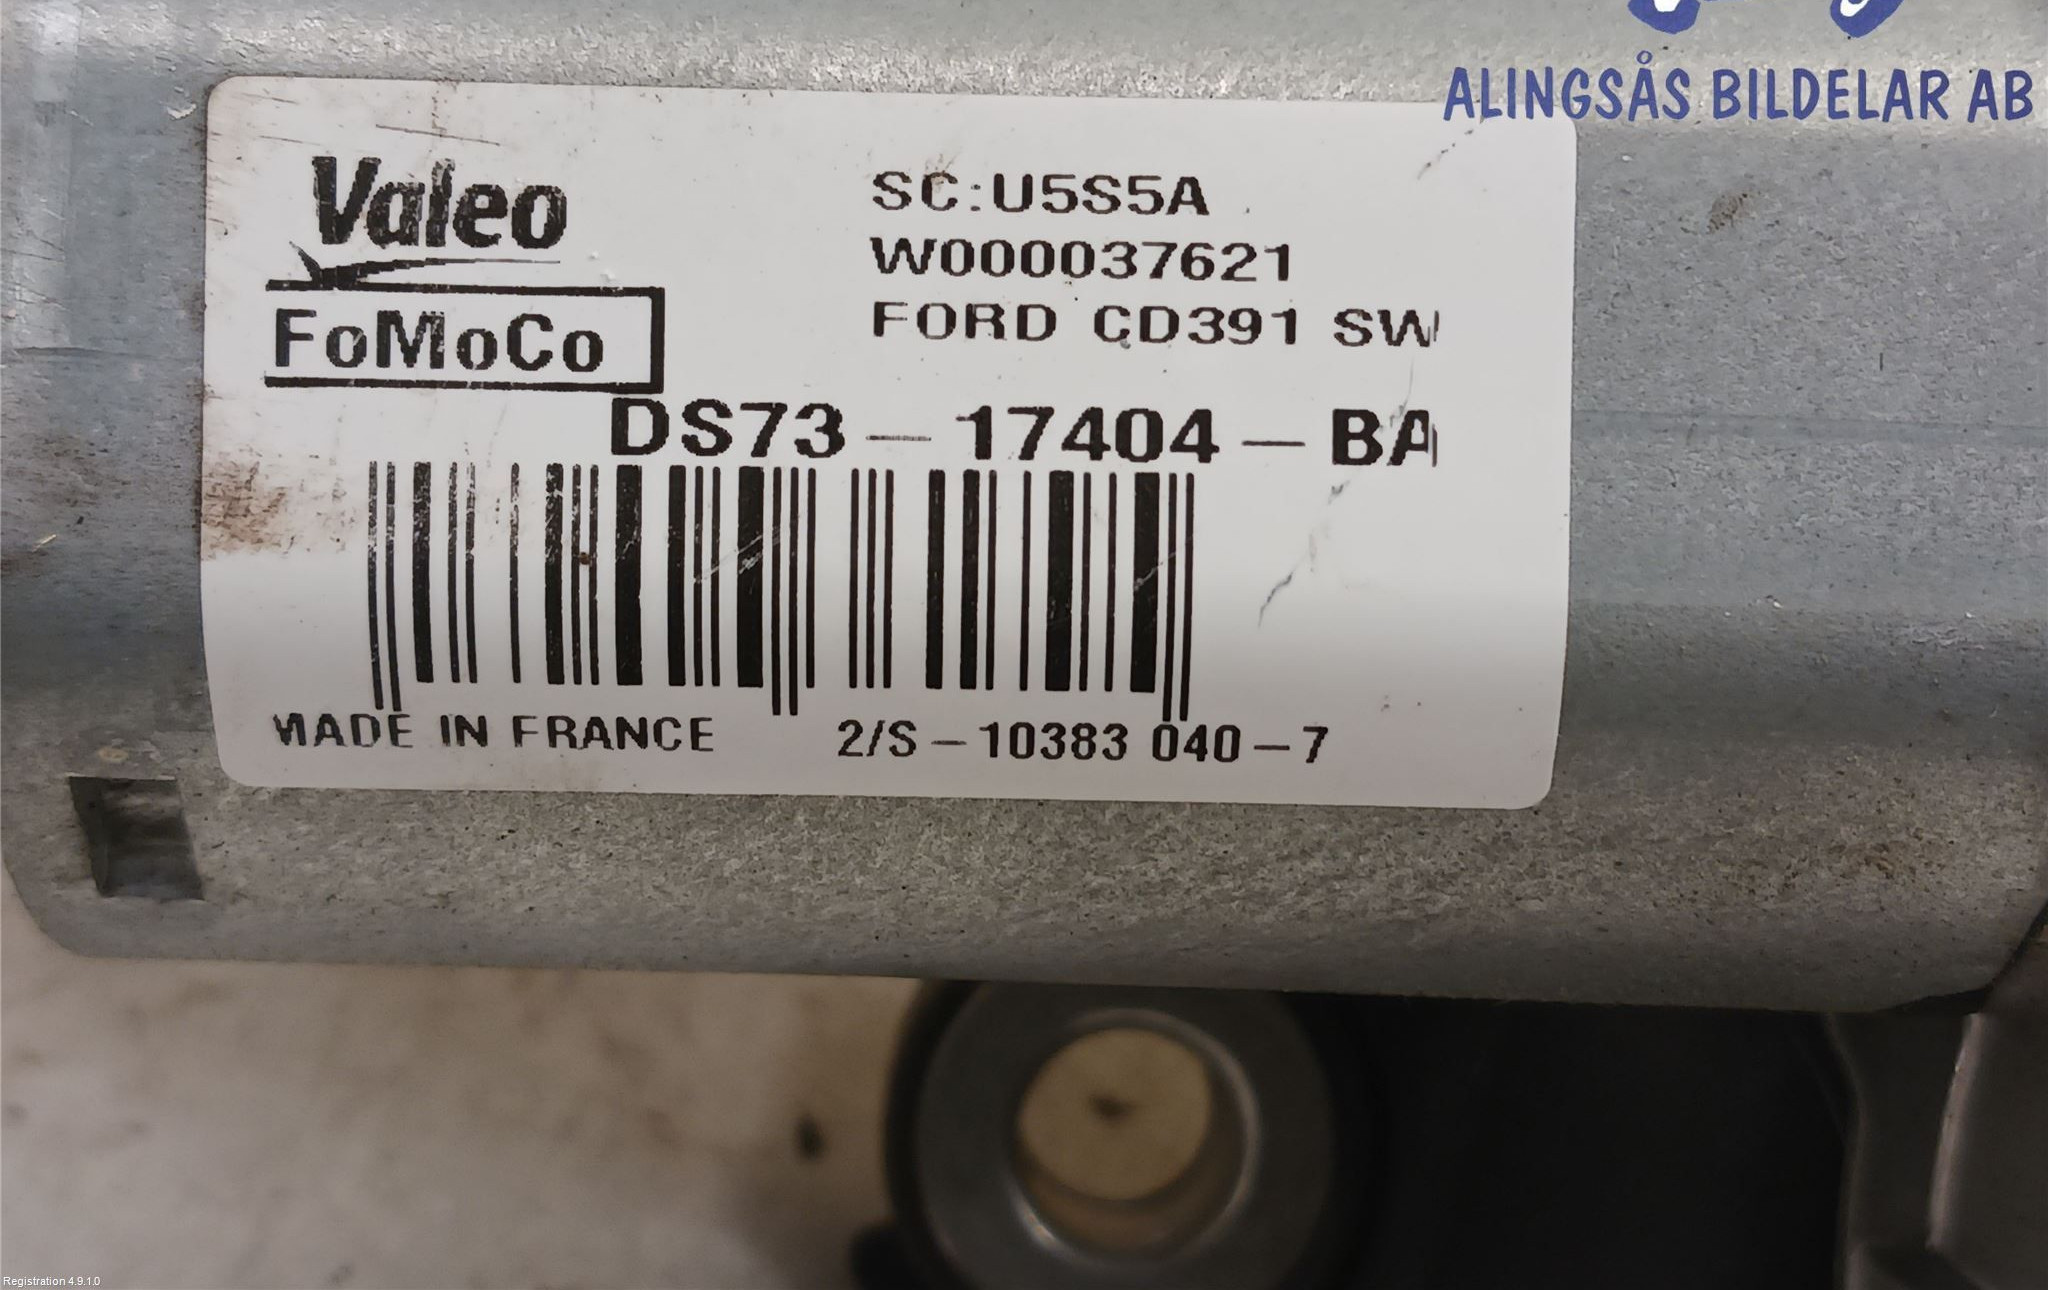 ALINGSÅS BILDELAR AB
Valeo
FoMoCo
SC:U5S5A
W000037621
FORD CD391 SW
DS73-17404-BA
MADE IN FRANCE
2/S-10383 040-7
Registration 4.9.1.0